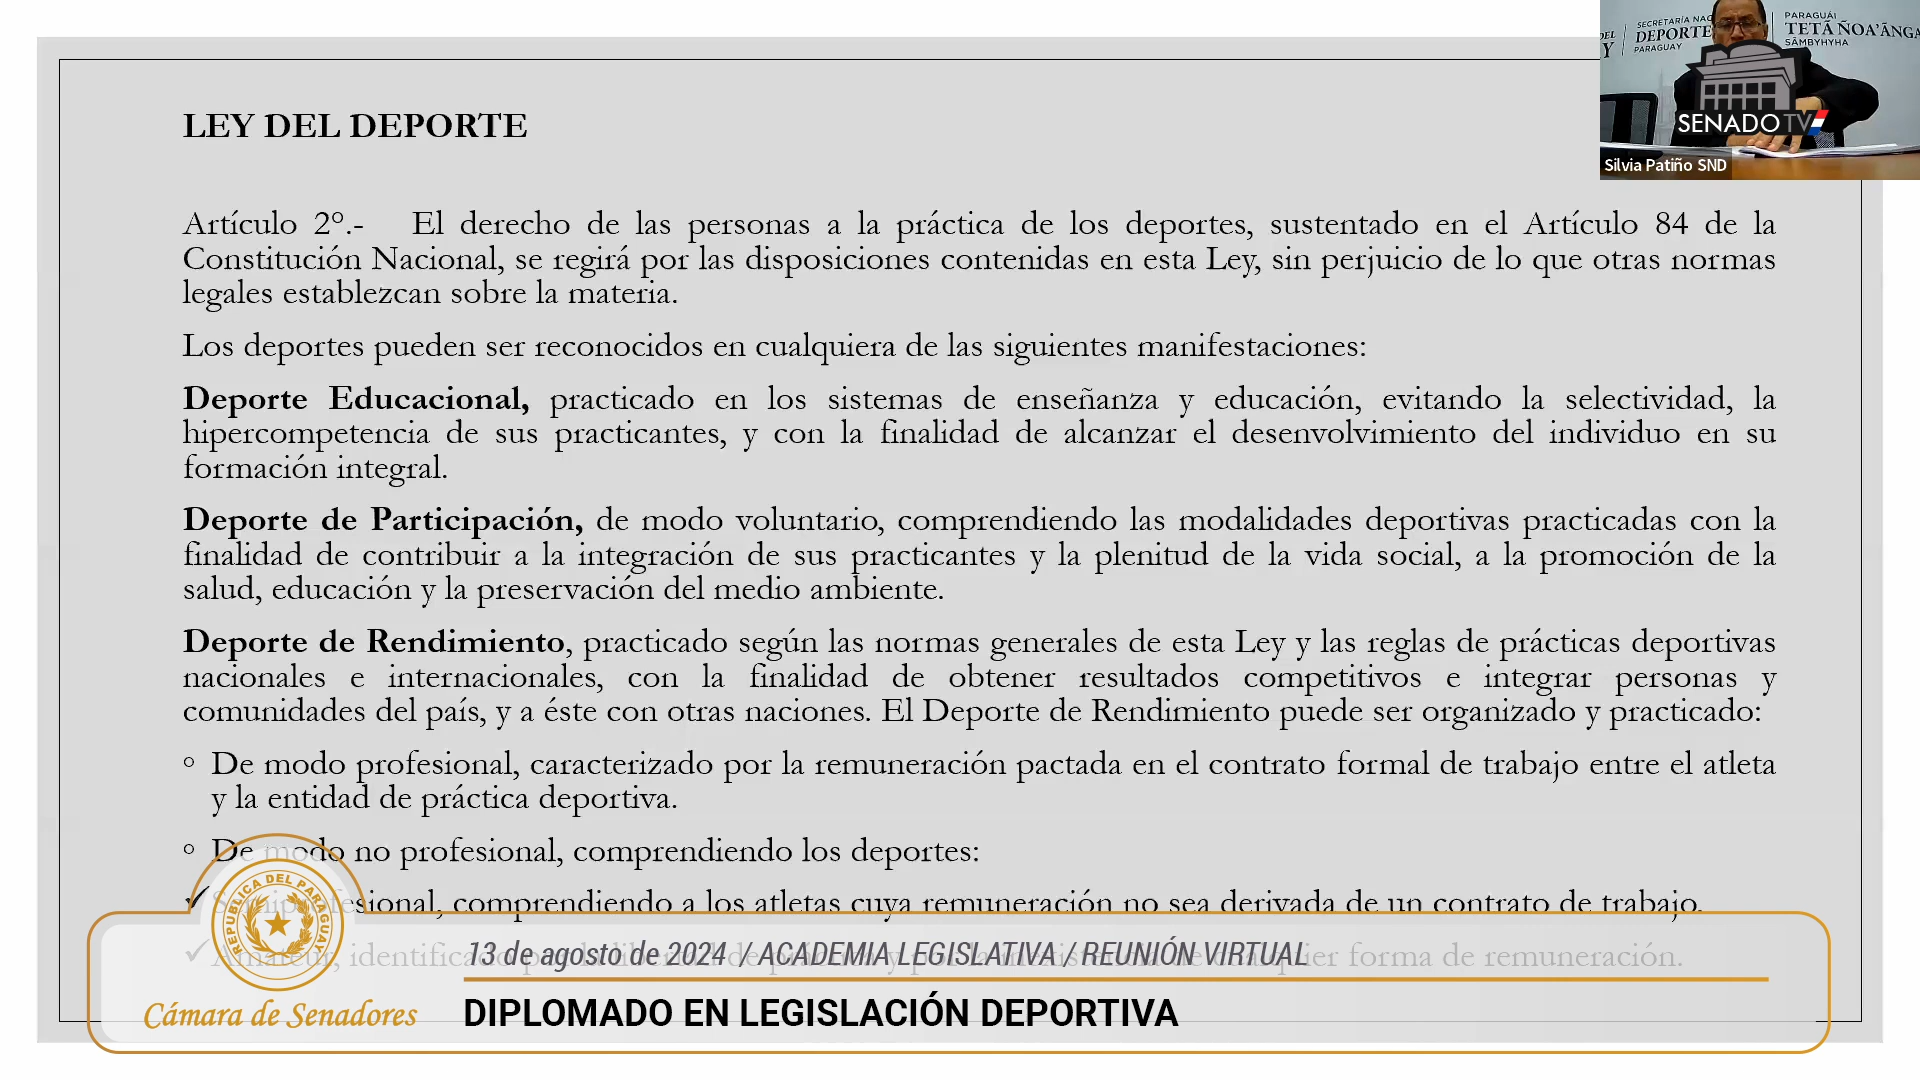 LEY DEL DEPORTE
Artículo 2°.- El derecho de las personas a la práctica de los deportes, sustentado en el Artículo 84 de la
Constitución Nacional, se regirá por las disposiciones contenidas en esta Ley, sin perjuicio de lo que otras normas
legales establezcan sobre la materia.
Los deportes pueden ser reconocidos en cualquiera de las siguientes manifestaciones:
Deporte Educacional, practicado en los sistemas de enseñanza y educación, evitando la selectividad, la
hipercompetencia de sus practicantes, y con la finalidad de alcanzar el desenvolvimiento del individuo en su
formación integral.
Deporte de Participación, de modo voluntario, comprendiendo las modalidades deportivas practicadas con la
finalidad de contribuir a la integración de sus practicantes y la plenitud de la vida social, a la promoción de la
salud, educación y la preservación del medio ambiente.
Deporte de Rendimiento, practicado según las normas generales de esta Ley y las reglas de prácticas deportivas
nacionales e internacionales, con la finalidad de obtener resultados competitivos e integrar personas y
comunidades del país, y a éste con otras naciones. El Deporte de Rendimiento puede ser organizado y practicado:
De modo profesional, caracterizado por la remuneración pactada en el contrato formal de trabajo entre el atleta
y la entidad de práctica deportiva.
De modo no profesional, comprendiendo los deportes:
Semiprofesional, comprendiendo a los atletas cuya remuneración no sea derivada de un contrato de trabajo.
Amateur, identificado de cualquier forma de remuneración.
SECRETARÍA
DEPORTE
PARAGUAY
PARAGUÁI
TETÃ ÑOA'ÃNGA
SÃMBYHYHA
SENADO TV
Silvia Patiño SND
REPUBLICA DEL PARAGUAY
Cámara de Senadores
13 de agosto de 2024 / ACADEMIA LEGISLATIVA / REUNIÓN VIRTUAL
DIPLOMADO EN LEGISLACIÓN DEPORTIVA